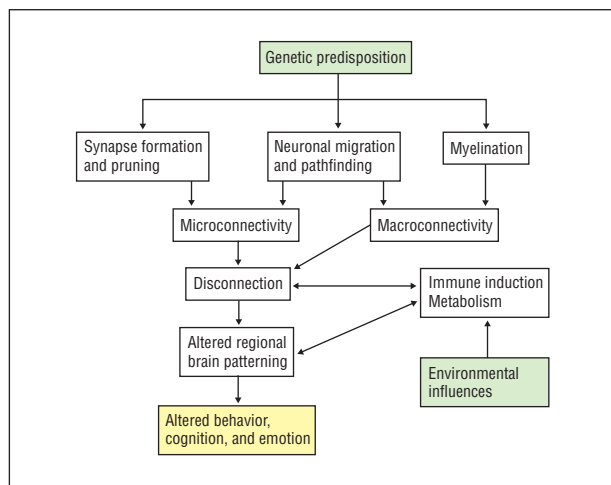 Genetic predisposition
Synapse formation
and pruning
Neuronal migration
and pathfinding
Myelination
Microconnectivity
Macroconnectivity
Disconnection
Immune induction
Metabolism
Altered regional
brain patterning
Environmental
influences
Altered behavior,
cognition, and emotion